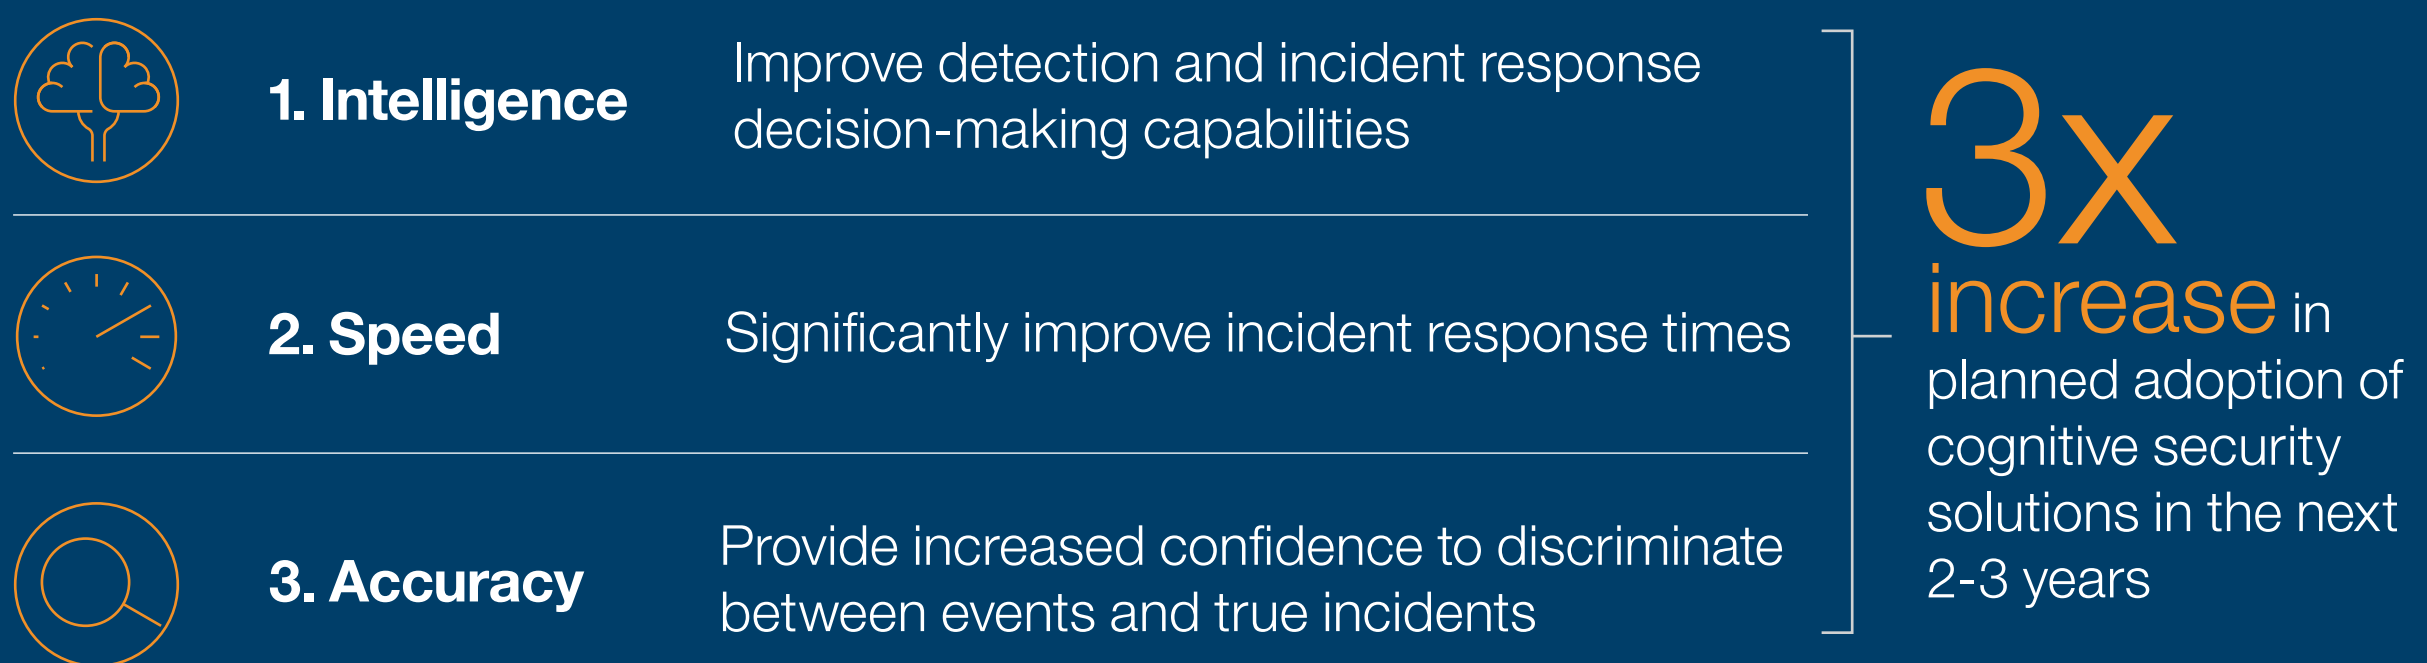 1. Intelligence
Improve detection and incident response
decision-making capabilities
2. Speed
Significantly improve incident response times
3. Accuracy
Provide increased confidence to discriminate
between events and true incidents
3x
increase in
planned adoption of
cognitive security
solutions in the next
2-3 years